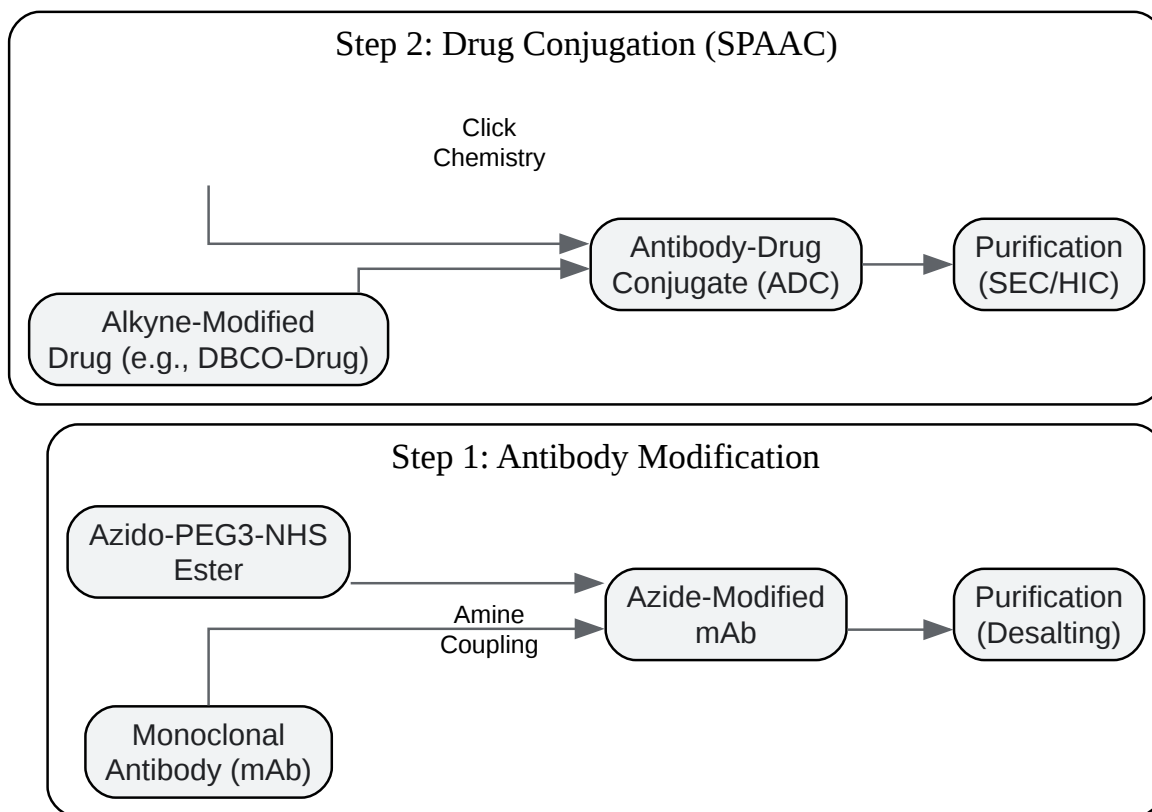 Step 2: Drug Conjugation (SPAAC)
Click
Chemistry
Antibody-Drug
Conjugate (ADC)
Purification
(SEC/HIC)
Alkyne-Modified
Drug (e.g., DBCO-Drug)
Step 1: Antibody Modification
Azido-PEG3-NHS
Ester
Amine
Coupling
Azide-Modified
mAb
Purification
(Desalting)
Monoclonal
Antibody (mAb)